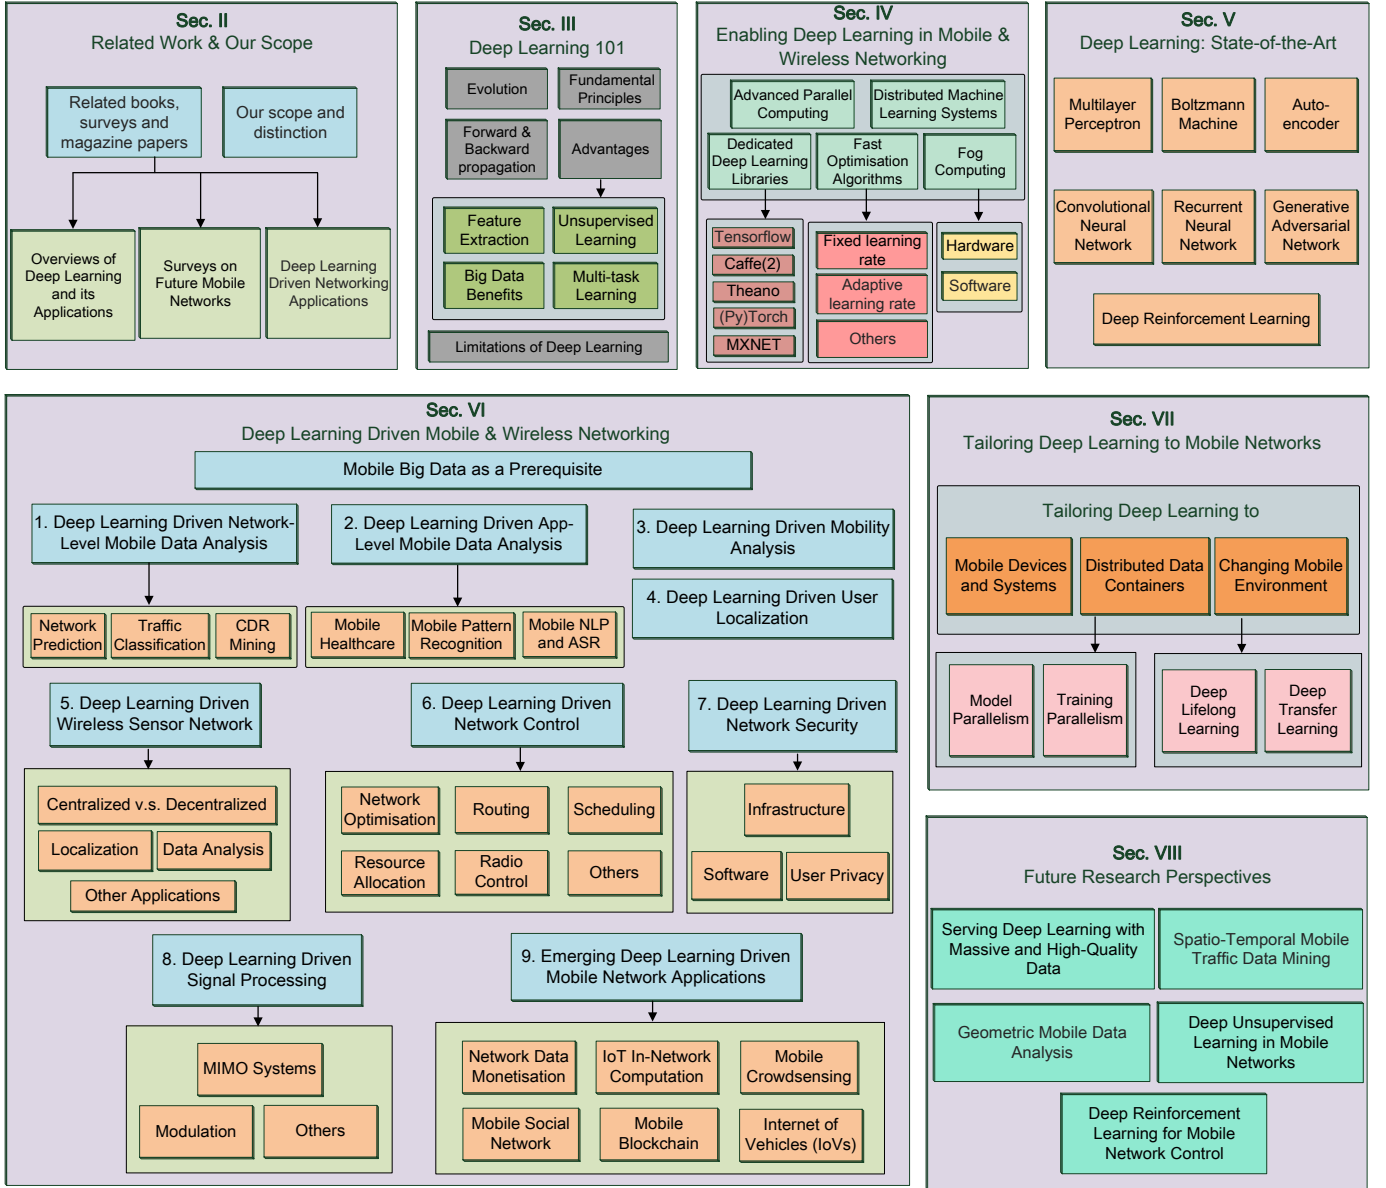 Sec. II
Related Work & Our Scope
Related books,
surveys and
magazine papers
Our scope and
distinction
Overviews of
Deep Learning
and its
Applications
Surveys on
Future Mobile
Networks
Deep Learning
Driven Networking
Applications
Sec. III
Deep Learning 101
Evolution
Fundamental
Principles
Forward &
Backward
propagation
Advantages
Feature
Extraction
Unsupervised
Learning
Big Data
Benefits
Multi-task
Learning
Limitations of Deep Learning
Sec. IV
Enabling Deep Learning in Mobile &
Wireless Networking
Advanced Parallel
Computing
Distributed Machine
Learning Systems
Dedicated
Deep Learning
Libraries
Fast
Optimisation
Algorithms
Fog
Computing
Tensorflow
Caffe(2)
Theano
(Py)Torch
MXNET
Fixed learning
rate
Adaptive
learning rate
Others
Hardware
Software
Sec. V
Deep Learning: State-of-the-Art
Multilayer
Perceptron
Boltzmann
Machine
Auto-
encoder
Convolutional
Neural
Network
Recurrent
Neural
Network
Generative
Adversarial
Network
Deep Reinforcement Learning
Sec. VI
Deep Learning Driven Mobile & Wireless Networking
Mobile Big Data as a Prerequisite
1. Deep Learning Driven Network-
Level Mobile Data Analysis
2. Deep Learning Driven App-
Level Mobile Data Analysis
3. Deep Learning Driven Mobility
Analysis
4. Deep Learning Driven User
Localization
Network
Prediction
Traffic
Classification
CDR
Mining
Mobile
Healthcare
Mobile Pattern
Recognition
Mobile NLP
and ASR
5. Deep Learning Driven
Wireless Sensor Network
6. Deep Learning Driven
Network Control
7. Deep Learning Driven
Network Security
Centralized v.s. Decentralized
Localization
Data Analysis
Other Applications
Network
Optimisation
Routing
Scheduling
Resource
Allocation
Radio
Control
Others
Infrastructure
Software
User Privacy
8. Deep Learning Driven
Signal Processing
9. Emerging Deep Learning Driven
Mobile Network Applications
MIMO Systems
Modulation
Others
Network Data
Monetisation
IoT In-Network
Computation
Mobile
Crowdsensing
Mobile Social
Network
Mobile
Blockchain
Internet of
Vehicles (IoVs)
Sec. VII
Tailoring Deep Learning to Mobile Networks
Tailoring Deep Learning to
Mobile Devices
and Systems
Distributed Data
Containers
Changing Mobile
Environment
Model
Parallelism
Training
Parallelism
Deep
Lifelong
Learning
Deep
Transfer
Learning
Sec. VIII
Future Research Perspectives
Serving Deep Learning with
Massive and High-Quality
Data
Spatio-Temporal Mobile
Traffic Data Mining
Geometric Mobile Data
Analysis
Deep Unsupervised
Learning in Mobile
Networks
Deep Reinforcement
Learning for Mobile
Network Control